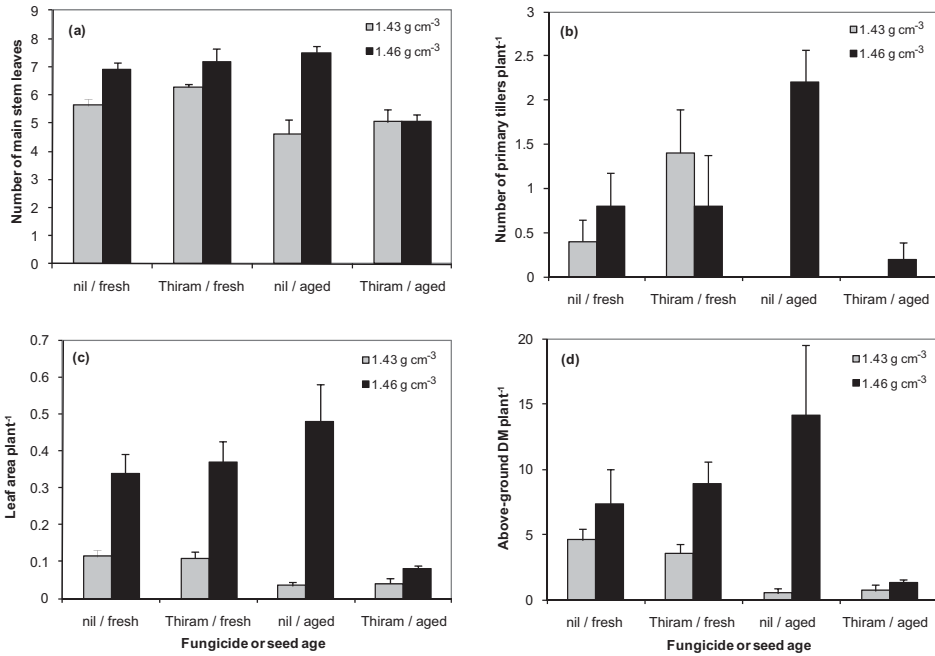 (a)
1.43 g cm⁻³
1.46 g cm⁻³
Number of main stem leaves
9
8
7
6
5
4
3
2
1
0
nil / fresh
Thiram / fresh
nil / aged
Thiram / aged
(b)
1.43 g cm⁻³
1.46 g cm⁻³
Number of primary tillers plant⁻¹
3
2.5
2
1.5
1
0.5
0
nil / fresh
Thiram / fresh
nil / aged
Thiram / aged
(c)
1.43 g cm⁻³
1.46 g cm⁻³
Leaf area plant⁻¹
0.7
0.6
0.5
0.4
0.3
0.2
0.1
0
nil / fresh
Thiram / fresh
nil / aged
Thiram / aged
Fungicide or seed age
(d)
1.43 g cm⁻³
1.46 g cm⁻³
Above-ground DM plant⁻¹
20
15
10
5
0
nil / fresh
Thiram / fresh
nil / aged
Thiram / aged
Fungicide or seed age